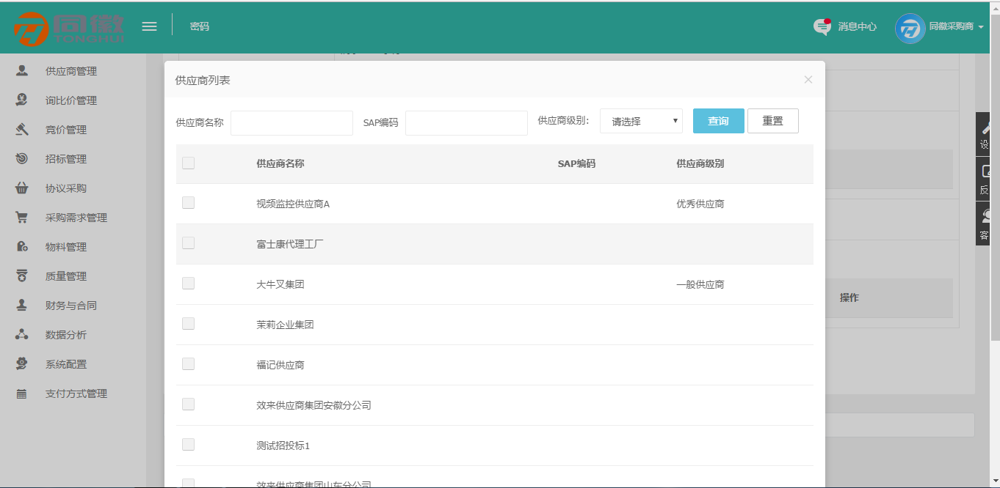 同徽 TONGHUI
密码
消息中心
同徽采购商
供应商管理
询比价管理
竞价管理
招标管理
协议采购
采购需求管理
物料管理
质量管理
财务与合同
数据分析
系统配置
支付方式管理
供应商列表
×
供应商名称 SAP编码 供应商级别： 请选择 查询 重置
供应商名称 SAP编码 供应商级别
视频监控供应商A 优秀供应商
富士康代理工厂
大牛叉集团 一般供应商
茉莉企业集团
福记供应商
效来供应商集团安徽分公司
测试招投标1
效来供应商集团山东分公司
操作
设
反
客